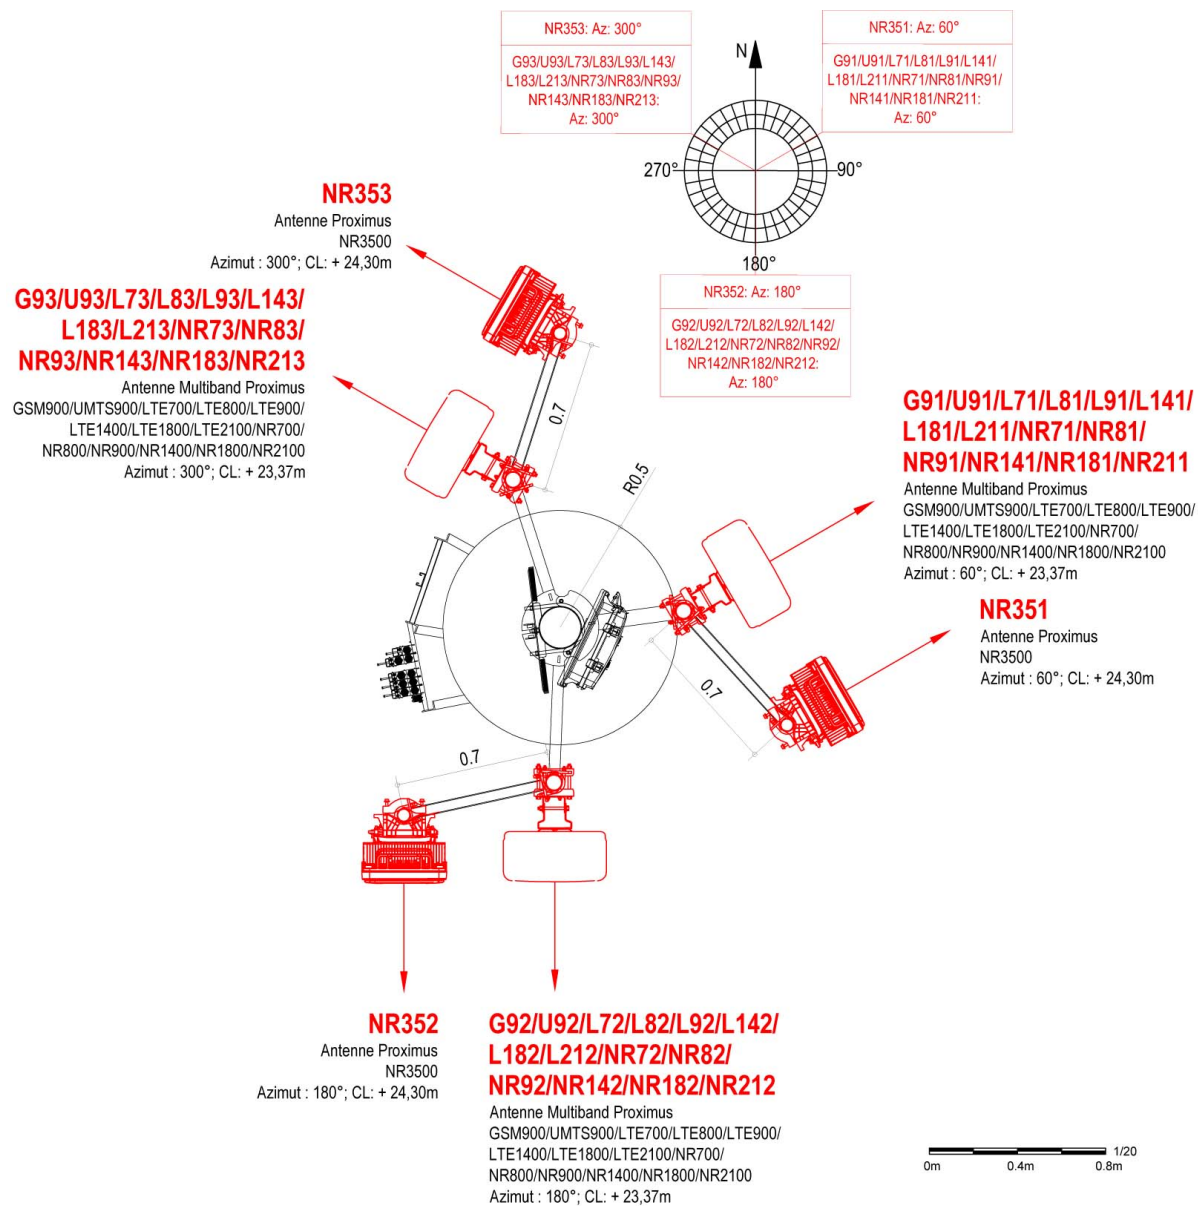 NR353: Az: 300°
G93/U93/L73/L83/L93/L143/
L183/L213/NR73/NR83/NR93/
NR143/NR183/NR213:
Az: 300°
N
NR351: Az: 60°
G91/U91/L71/L81/L91/L141/
L181/L211/NR71/NR81/NR91/
NR141/NR181/NR211:
Az: 60°
270°
90°
180°
NR352: Az: 180°
G92/U92/L72/L82/L92/L142/
L182/L212/NR72/NR82/NR92/
NR142/NR182/NR212:
Az: 180°
NR353
Antenne Proximus
NR3500
Azimut : 300°; CL: + 24,30m
G93/U93/L73/L83/L93/L143/
L183/L213/NR73/NR83/
NR93/NR143/NR183/NR213
Antenne Multiband Proximus
GSM900/UMTS900/LTE700/LTE800/LTE900/
LTE1400/LTE1800/LTE2100/NR700/
NR800/NR900/NR1400/NR1800/NR2100
Azimut : 300°; CL: + 23,37m
0.7
R0.5
G91/U91/L71/L81/L91/L141/
L181/L211/NR71/NR81/
NR91/NR141/NR181/NR211
Antenne Multiband Proximus
GSM900/UMTS900/LTE700/LTE800/LTE900/
LTE1400/LTE1800/LTE2100/NR700/
NR800/NR900/NR1400/NR1800/NR2100
Azimut : 60°; CL: + 23,37m
NR351
Antenne Proximus
NR3500
Azimut : 60°; CL: + 24,30m
0.7
0.7
NR352
Antenne Proximus
NR3500
Azimut : 180°; CL: + 24,30m
G92/U92/L72/L82/L92/L142/
L182/L212/NR72/NR82/
NR92/NR142/NR182/NR212
Antenne Multiband Proximus
GSM900/UMTS900/LTE700/LTE800/LTE900/
LTE1400/LTE1800/LTE2100/NR700/
NR800/NR900/NR1400/NR1800/NR2100
Azimut : 180°; CL: + 23,37m
1/20
0m 0.4m 0.8m